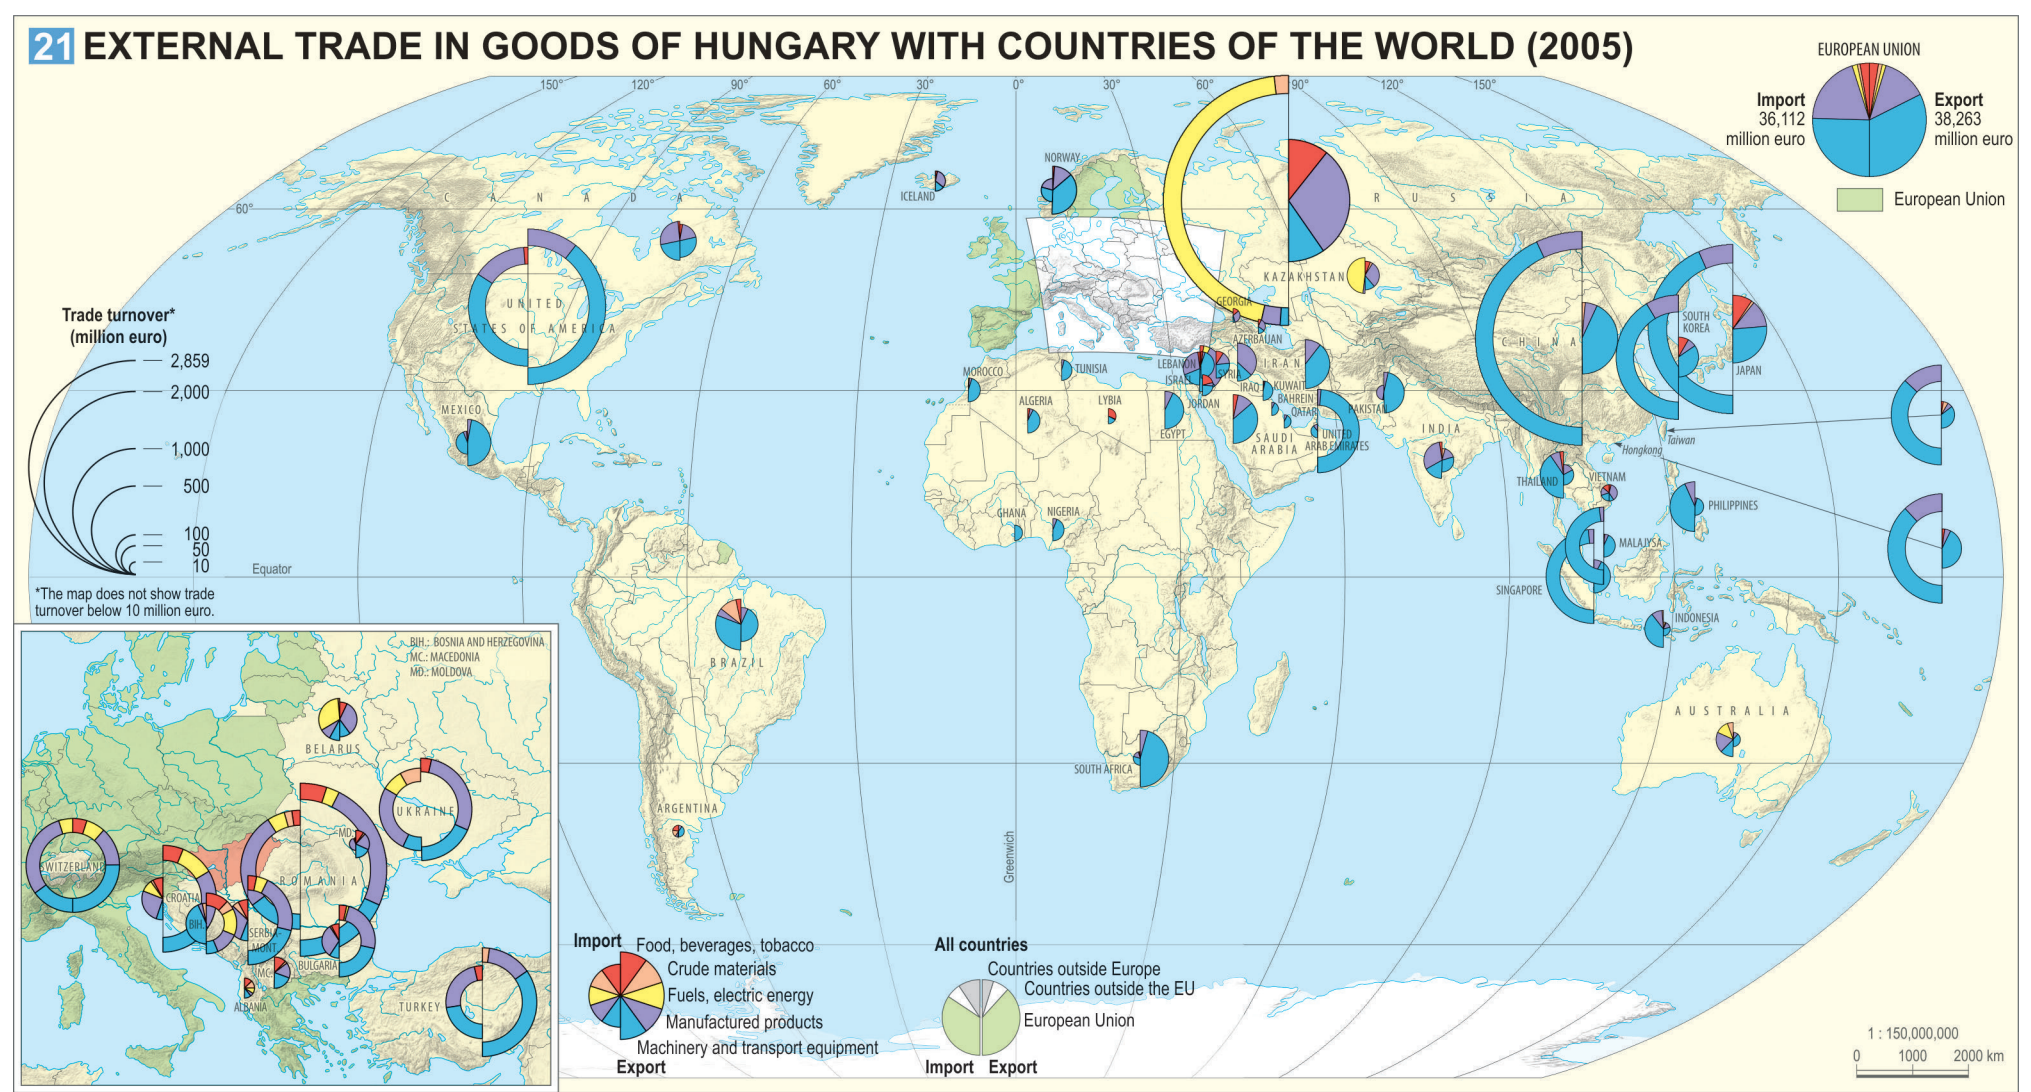 21 EXTERNAL TRADE IN GOODS OF HUNGARY WITH COUNTRIES OF THE WORLD (2005)
EUROPEAN UNION
Import
36,112
million euro
Export
38,263
million euro
European Union
150°
120°
90°
60°
30°
0°
30°
60°
90°
120°
150°
60°
Trade turnover*
(million euro)
2,859
2,000
1,000
500
100
50
10
*The map does not show trade
turnover below 10 million euro.
Equator
Greenwich
CANADA
UNITED
STATES OF AMERICA
MEXICO
BRAZIL
ARGENTINA
ICELAND
NORWAY
RUSSIA
KAZAKHSTAN
GEORGIA
AZERBAIJAN
LEBANON
SYRIA
ISRAEL
JORDAN
IRAN
IRAQ
KUWAIT
BAHREIN
QATAR
UNITED
ARAB EMIRATES
SAUDI
ARABIA
PAKISTAN
INDIA
CHINA
SOUTH
KOREA
JAPAN
Taiwan
Hongkong
THAILAND
VIETNAM
PHILIPPINES
MALAJYSA
SINGAPORE
INDONESIA
AUSTRALIA
MOROCCO
TUNISIA
ALGERIA
LYBIA
EGYPT
GHANA
NIGERIA
SOUTH AFRICA
BIH.: BOSNIA AND HERZEGOVINA
MC.: MACEDONIA
MD.: MOLDOVA
BELARUS
UKRAINE
MD.
SWITZERLAND
CROATIA
BIH.
ROMANIA
SERBIA-
MONT.
BULGARIA
MC.
ALBANIA
TURKEY
Import
Food, beverages, tobacco
Crude materials
Fuels, electric energy
Manufactured products
Machinery and transport equipment
Export
All countries
Countries outside Europe
Countries outside the EU
European Union
Import Export
1 : 150,000,000
0 1000 2000 km